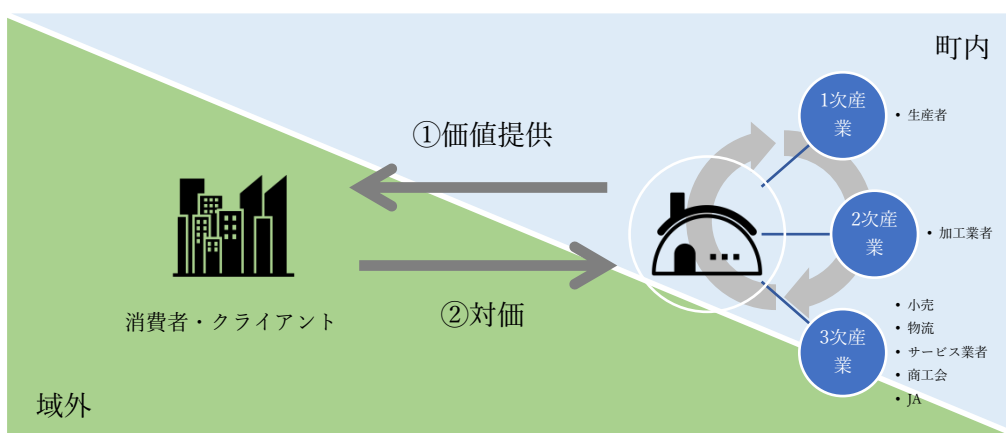 町内
1次産
業
• 生産者
①価値提供
2次産
業
• 加工業者
②対価
消費者・クライアント
3次産
業
• 小売
• 物流
• サービス業者
• 商工会
• JA
域外